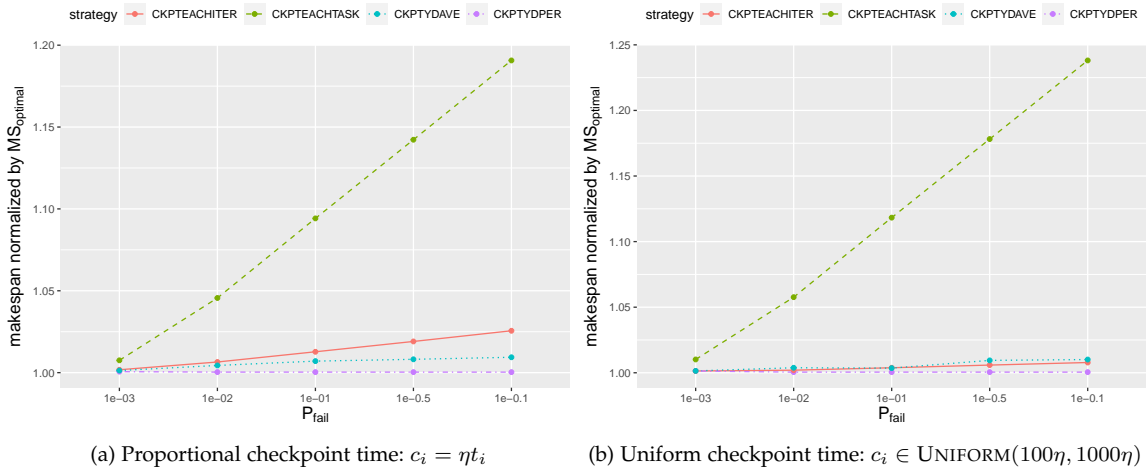 strategy CKPTEACHITER CKPTEACHTASK CKPTYDAVE CKPTYDPER
1.20
1.15
1.10
1.05
1.00
makespan normalized by MSoptimal
1e−03 1e−02 1e−01 1e−0.5 1e−0.1
Pfail
(a) Proportional checkpoint time: ci = ηti
strategy CKPTEACHITER CKPTEACHTASK CKPTYDAVE CKPTYDPER
1.25
1.20
1.15
1.10
1.05
1.00
makespan normalized by MSoptimal
1e−03 1e−02 1e−01 1e−0.5 1e−0.1
Pfail
(b) Uniform checkpoint time: ci ∈ UNIFORM(100η, 1000η)